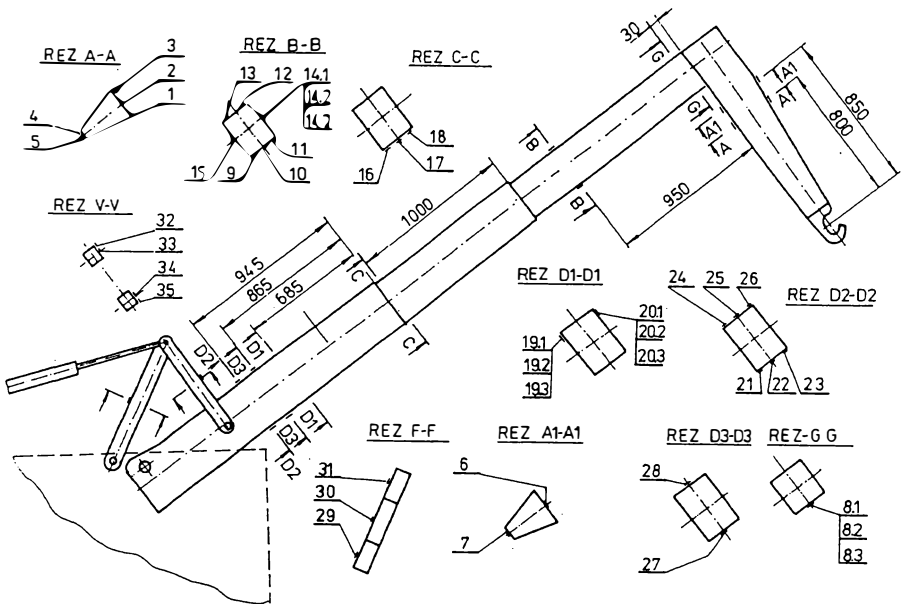 REZ A-A
3
2
1
4
5
REZ B-B
13
12
14.1
14.2
14.2
11
10
9
15
REZ C-C
18
17
16
30
G
G
A1
A
A1
A
850
800
950
B
B
1000
REZ V-V
32
33
34
35
945
865
685
C
C
D2
D3
D1
D1
D3
D2
REZ D1-D1
20.1
20.2
20.3
19.1
19.2
19.3
24
25
26
REZ D2-D2
21
22
23
REZ F-F
31
30
29
REZ A1-A1
6
7
REZ D3-D3
28
27
REZ-G G
8.1
8.2
8.3